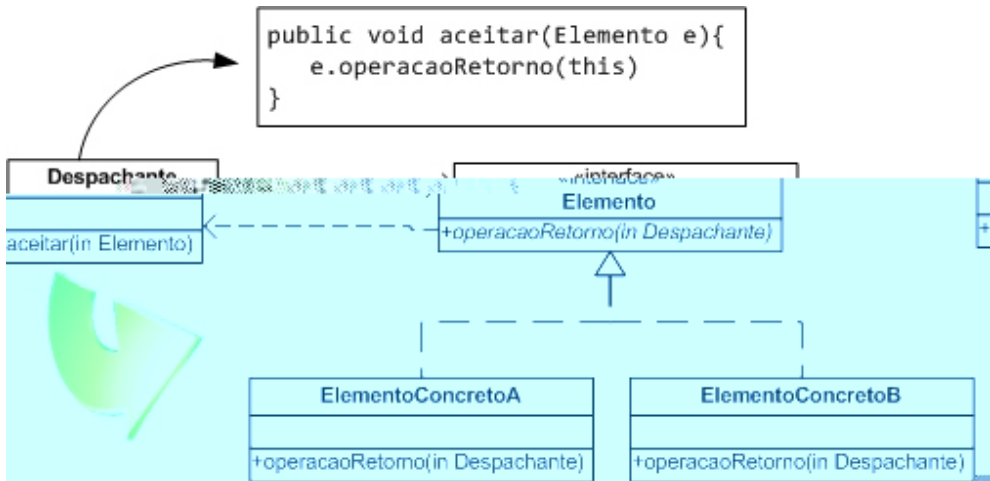 public void aceitar(Elemento e){
e.operacaoRetorno(this)
}
Despachante
«interface»
Elemento
aceitar(in Elemento)
+operacaoRetorno(in Despachante)
ElementoConcretoA
ElementoConcretoB
+operacaoRetorno(in Despachante)
+operacaoRetorno(in Despachante)